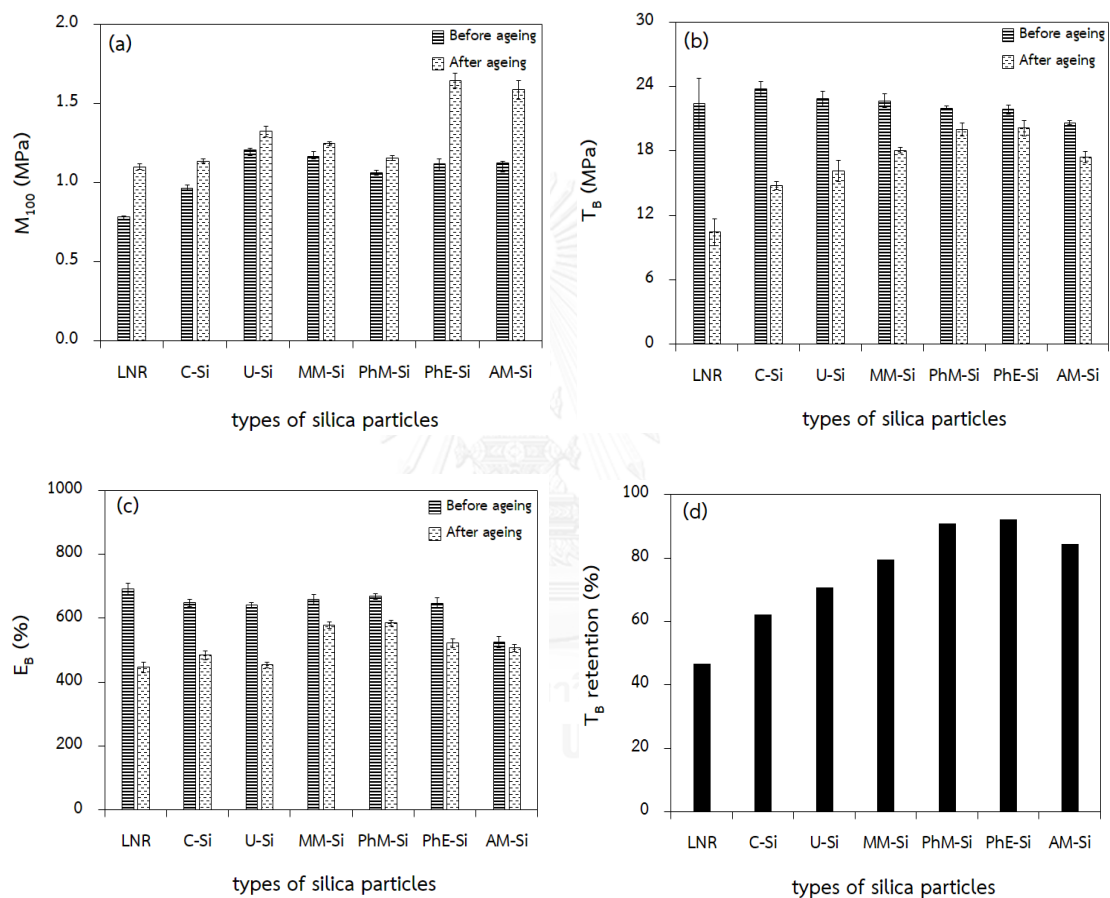 (a)
Before ageing
After ageing
2.0
1.5
1.0
0.5
0.0
M100 (MPa)
LNR C-Si U-Si MM-Si PhM-Si PhE-Si AM-Si
types of silica particles
(b)
Before ageing
After ageing
30
24
18
12
6
0
TB (MPa)
LNR C-Si U-Si MM-Si PhM-Si PhE-Si AM-Si
types of silica particles
(c)
Before ageing
After ageing
1000
800
600
400
200
0
EB (%)
LNR C-Si U-Si MM-Si PhM-Si PhE-Si AM-Si
types of silica particles
(d)
100
80
60
40
20
0
TB retention (%)
LNR C-Si U-Si MM-Si PhM-Si PhE-Si AM-Si
types of silica particles